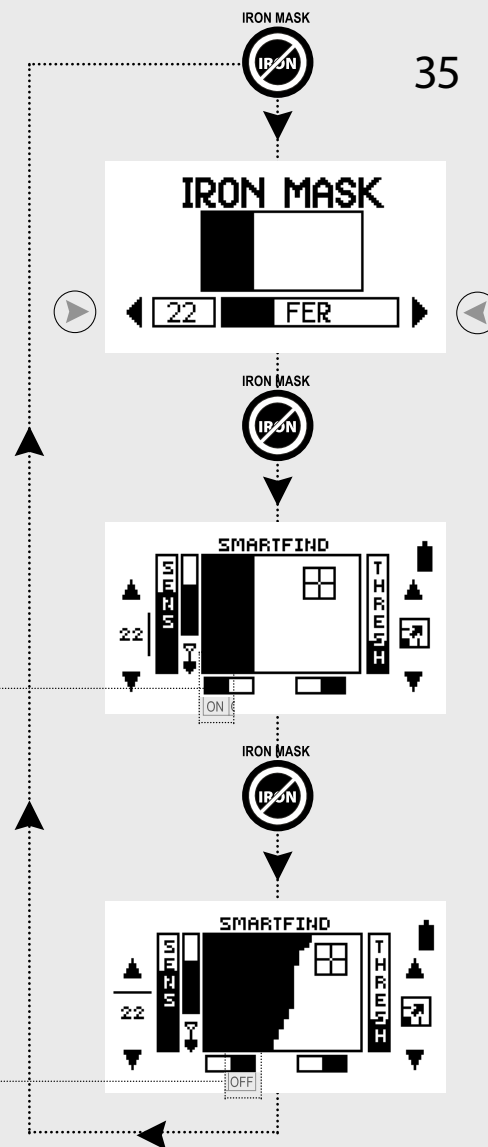 IRON MASK
IRON
35
IRON MASK
22 FER
IRON MASK
IRON
SMARTFIND
SENS
THRESH
22
ON
IRON MASK
IRON
SMARTFIND
SENS
THRESH
22
OFF